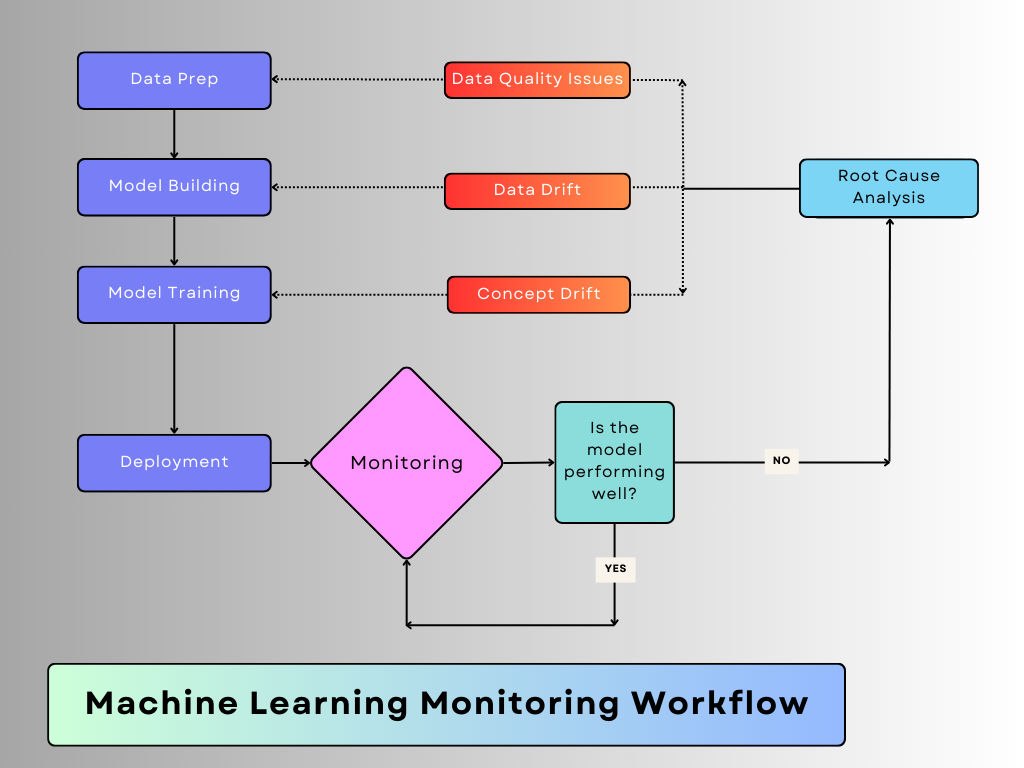 Data Prep
Data Quality Issues
Model Building
Data Drift
Root Cause
Analysis
Model Training
Concept Drift
Deployment
Monitoring
Is the
model
performing
well?
NO
YES
Machine Learning Monitoring Workflow